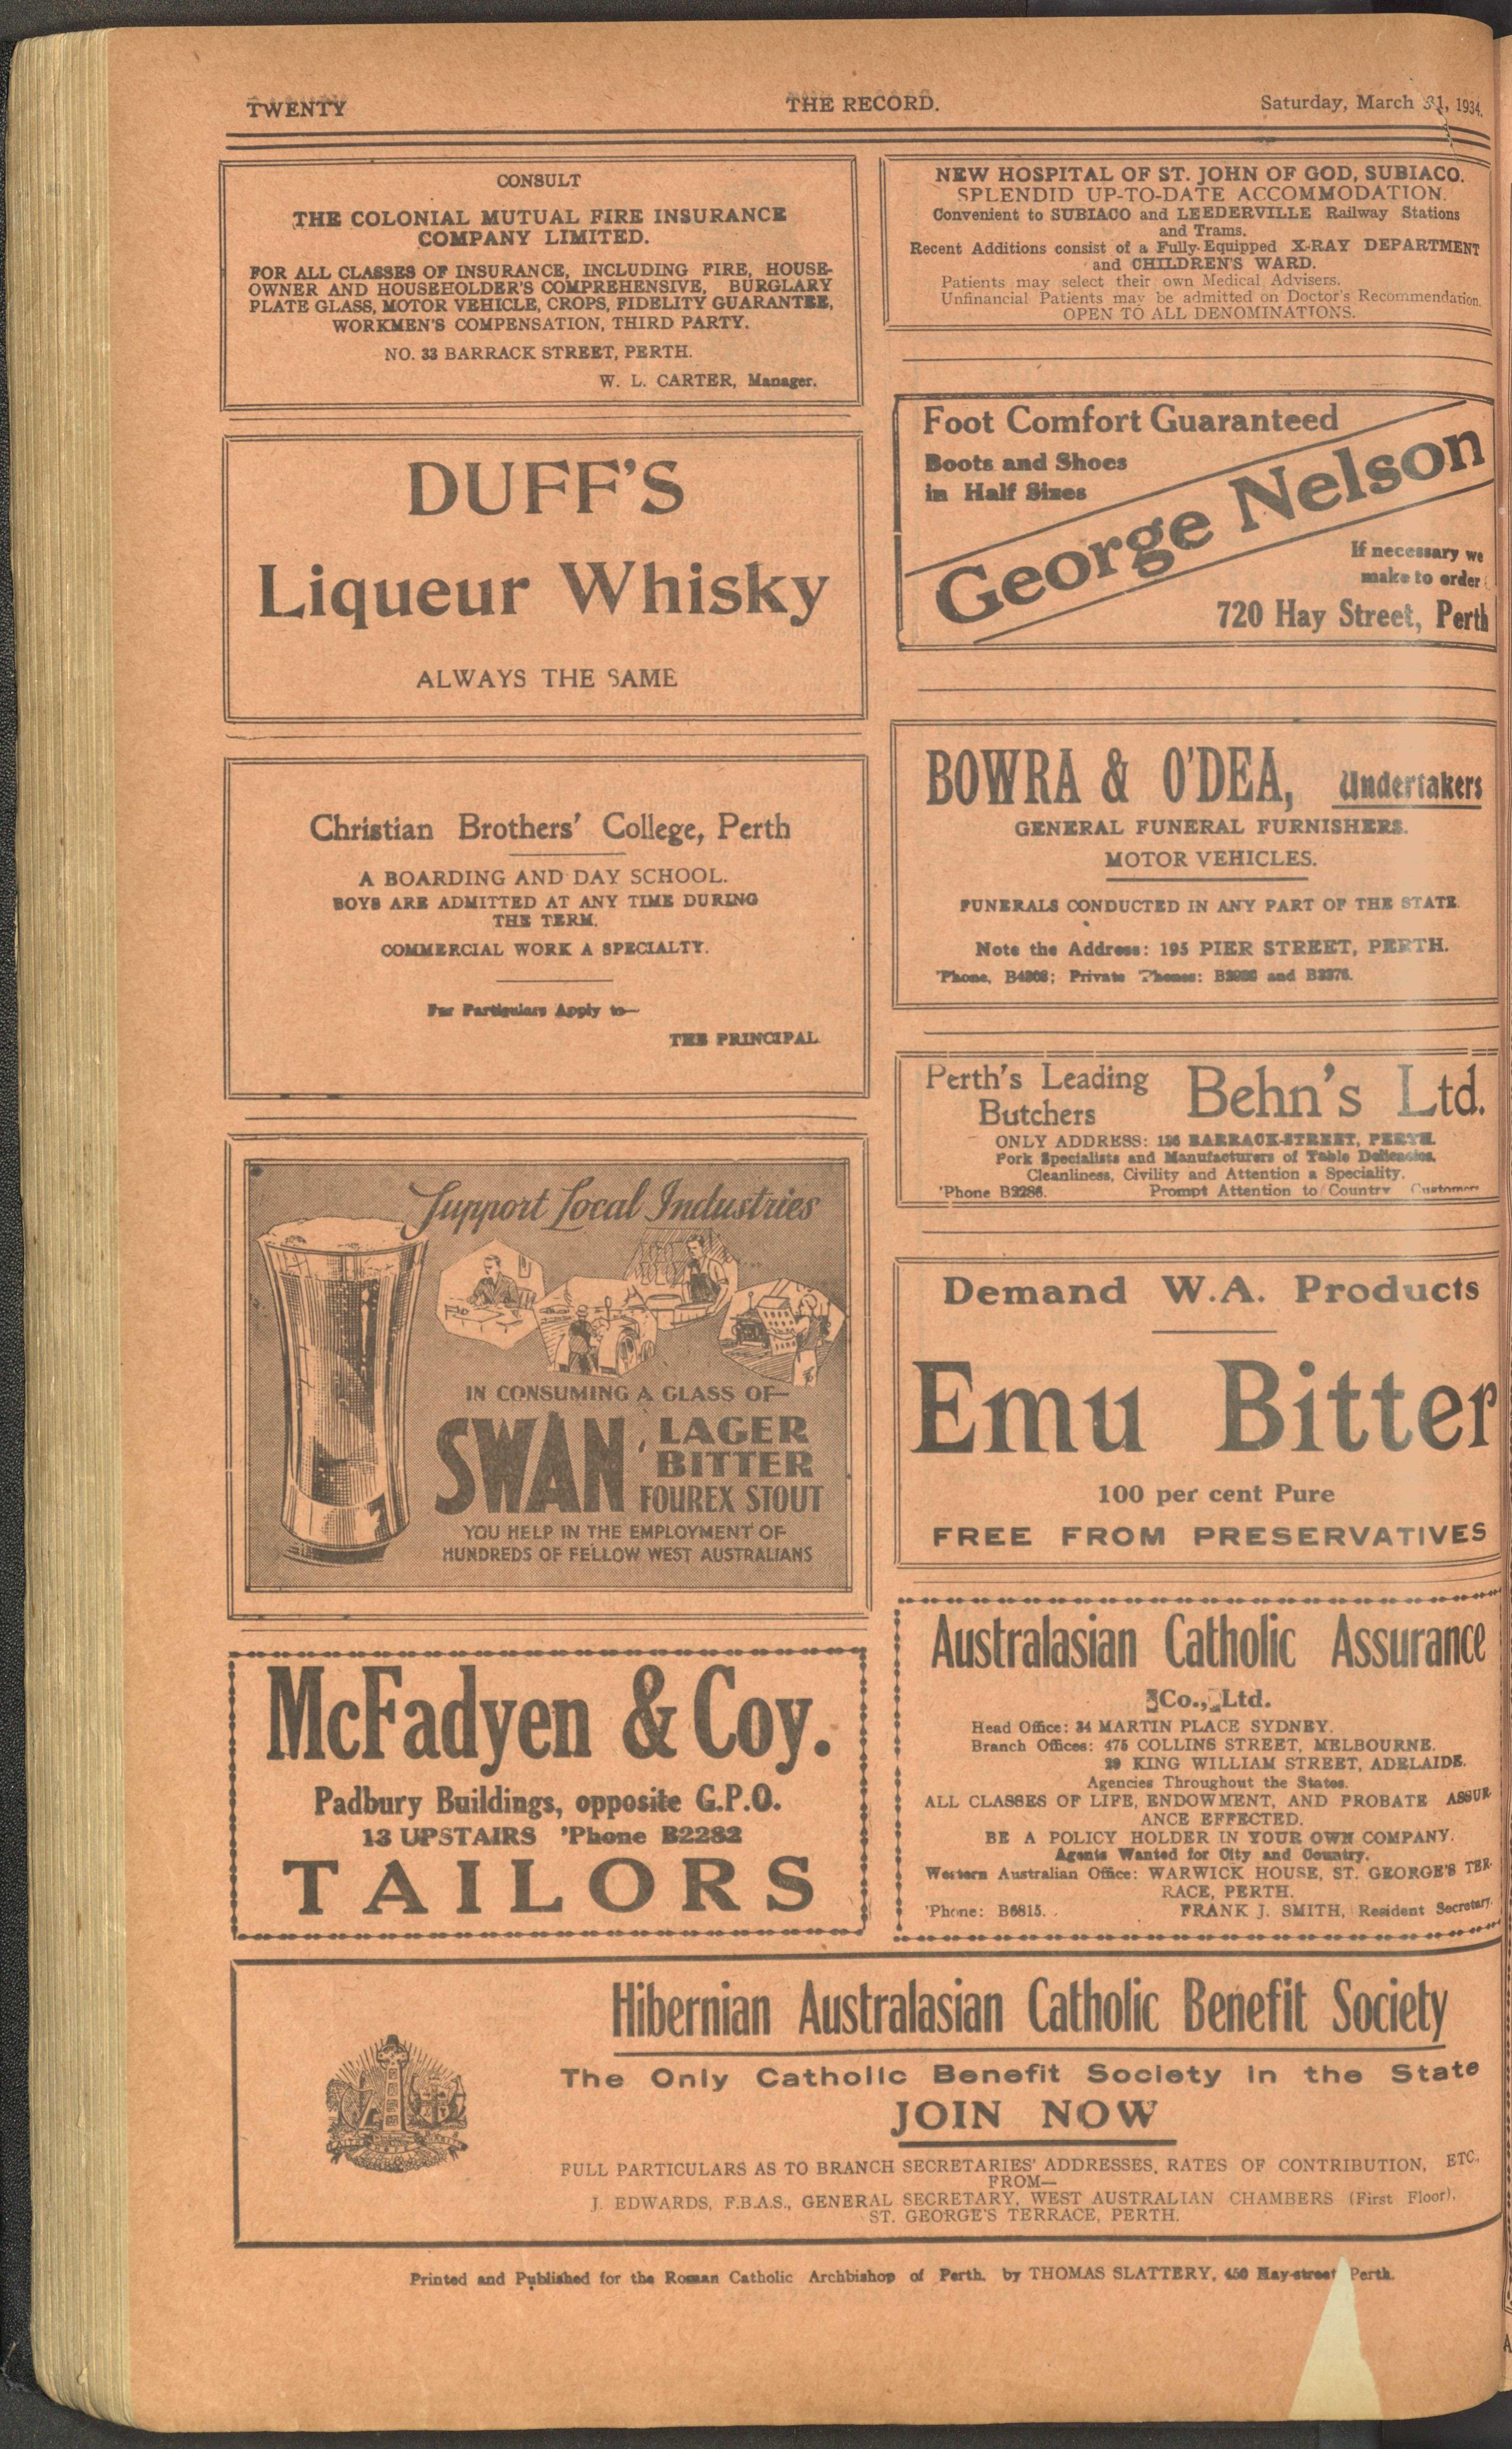 TWENTY
THE RECORD.
Saturday, March 31, 1934.
CONSULT
THE COLONIAL MUTUAL FIRE INSURANCE
COMPANY LIMITED.
FOR ALL CLASSES OF INSURANCE, INCLUDING FIRE, HOUSE-
OWNER AND HOUSEHOLDER'S COMPREHENSIVE, BURGLARY
PLATE GLASS, MOTOR VEHICLE, CROPS, FIDELITY GUARANTEE,
WORKMEN'S COMPENSATION, THIRD PARTY.
NO. 33 BARRACK STREET, PERTH.
W. L. CARTER, Manager.
DUFF'S
Liqueur Whisky
ALWAYS THE SAME
Christian Brothers' College, Perth
A BOARDING AND DAY SCHOOL.
BOYS ARE ADMITTED AT ANY TIME DURING
THE TERM.
COMMERCIAL WORK A SPECIALTY.
For Particulars Apply to—
THE PRINCIPAL
Support Local Industries
IN CONSUMING A GLASS OF—
SWAN LAGER
BITTER
FOUREX STOUT
YOU HELP IN THE EMPLOYMENT OF
HUNDREDS OF FELLOW WEST AUSTRALIANS
McFadyen & Coy.
Padbury Buildings, opposite G.P.O.
13 UPSTAIRS 'Phone B2282
TAILORS
NEW HOSPITAL OF ST. JOHN OF GOD, SUBIACO.
SPLENDID UP-TO-DATE ACCOMMODATION.
Convenient to SUBIACO and LEEDERVILLE Railway Stations
and Trams.
Recent Additions consist of a Fully-Equipped X-RAY DEPARTMENT
and CHILDREN'S WARD.
Patients may select their own Medical Advisers.
Unfinancial Patients may be admitted on Doctor's Recommendation.
OPEN TO ALL DENOMINATIONS.
Foot Comfort Guaranteed
Boots and Shoes
in Half Sizes
George Nelson
If necessary we
make to order
720 Hay Street, Perth
BOWRA & O'DEA, Undertakers
GENERAL FUNERAL FURNISHERS.
MOTOR VEHICLES.
FUNERALS CONDUCTED IN ANY PART OF THE STATE
Note the Address: 195 PIER STREET, PERTH.
'Phone, B4308; Private 'Phones: and B3376.
Perth's Leading
Butchers
Behn's Ltd.
ONLY ADDRESS: BARRACK-STREET, PERTH.
Pork Specialists and Manufacturers of Table Delicacies.
Cleanliness, Civility and Attention a Speciality.
'Phone B2286. Prompt Attention to Country Customers
Demand W.A. Products
Emu Bitter
100 per cent Pure
FREE FROM PRESERVATIVES
Australasian Catholic Assurance
Co., Ltd.
Head Office: 34 MARTIN PLACE SYDNEY.
Branch Offices: 475 COLLINS STREET, MELBOURNE.
29 KING WILLIAM STREET, ADELAIDE.
Agencies Throughout the States.
ALL CLASSES OF LIFE, ENDOWMENT, AND PROBATE ASSUR-
ANCE EFFECTED.
BE A POLICY HOLDER IN YOUR OWN COMPANY.
Agents Wanted for City and Country.
Western Australian Office: WARWICK HOUSE, ST. GEORGE'S TER-
RACE, PERTH.
'Phone: B6815. FRANK J. SMITH, Resident Secretary.
Hibernian Australasian Catholic Benefit Society
The Only Catholic Benefit Society in the State
JOIN NOW
FULL PARTICULARS AS TO BRANCH SECRETARIES' ADDRESSES, RATES OF CONTRIBUTION, ETC.,
FROM—
J. EDWARDS, F.B.A.S., GENERAL SECRETARY, WEST AUSTRALIAN CHAMBERS (First Floor),
ST. GEORGE'S TERRACE, PERTH.
Printed and Published for the Roman Catholic Archbishop of Perth, by THOMAS SLATTERY, 450 Hay-street Perth.